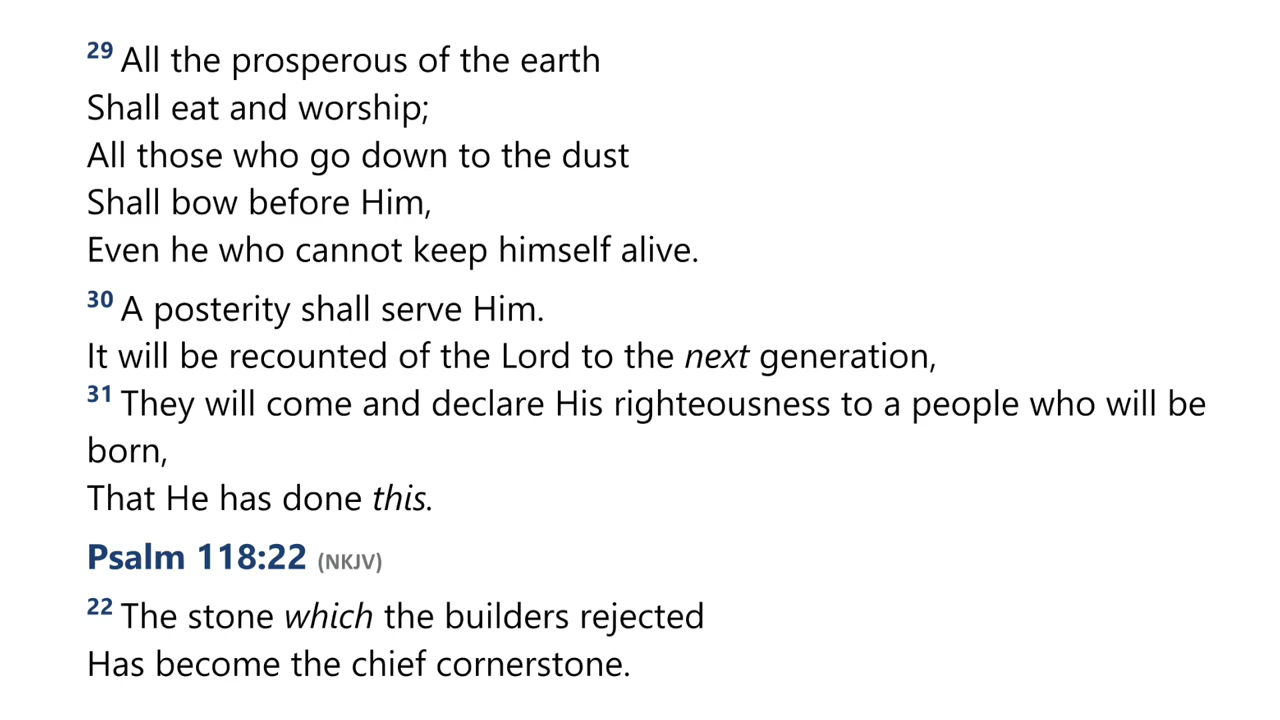 29 All the prosperous of the earth
Shall eat and worship;
All those who go down to the dust
Shall bow before Him,
Even he who cannot keep himself alive.
30 A posterity shall serve Him.
It will be recounted of the Lord to the next generation,
31 They will come and declare His righteousness to a people who will be
born,
That He has done this.
Psalm 118:22 (NKJV)
22 The stone which the builders rejected
Has become the chief cornerstone.